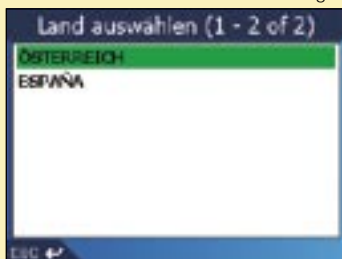 Land auswählen (1 - 2 of 2)
ÖSTERREICH
ESPAÑA
ESC ↵